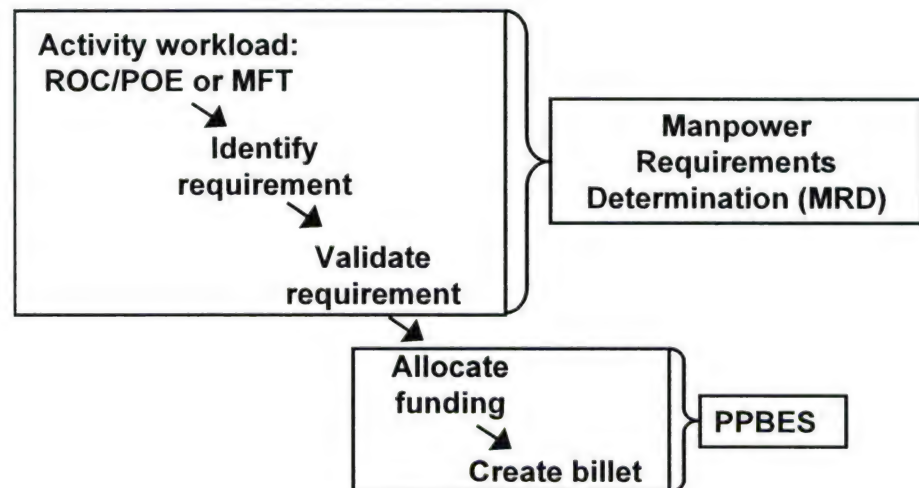 Activity workload:
ROC/POE or MFT
Identify
requirement
Validate
requirement
Manpower
Requirements
Determination (MRD)
Allocate
funding
Create billet
PPBES